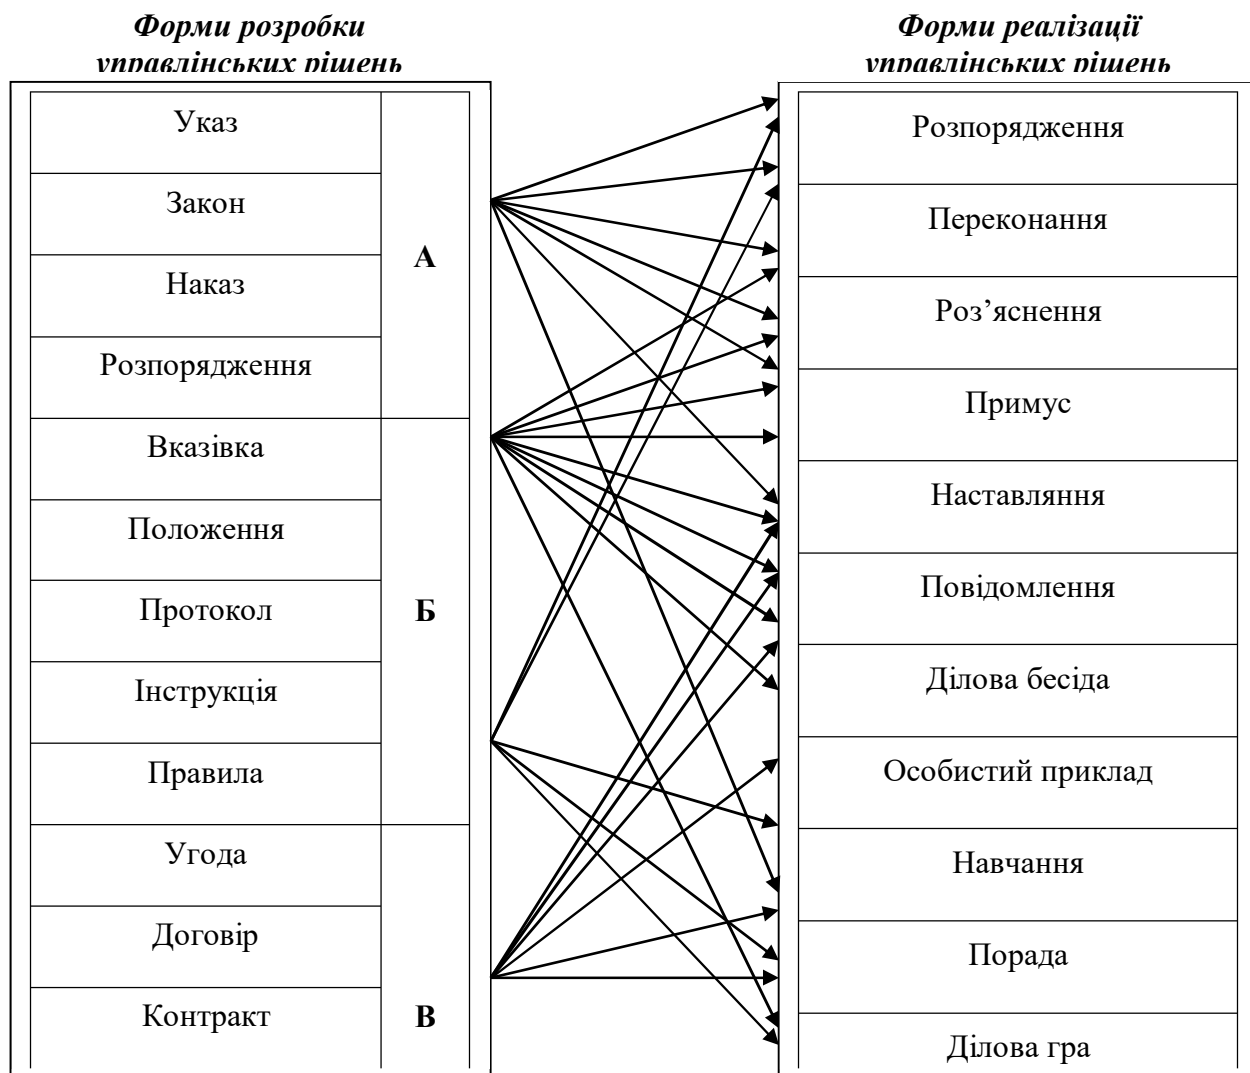 Форми розробки
управлінських рішень
Указ
Закон
Наказ
Розпорядження
А
Вказівка
Положення
Протокол
Інструкція
Правила
Б
Угода
Договір
Контракт
В
Форми реалізації
управлінських рішень
Розпорядження
Переконання
Роз’яснення
Примус
Наставляння
Повідомлення
Ділова бесіда
Особистий приклад
Навчання
Порада
Ділова гра